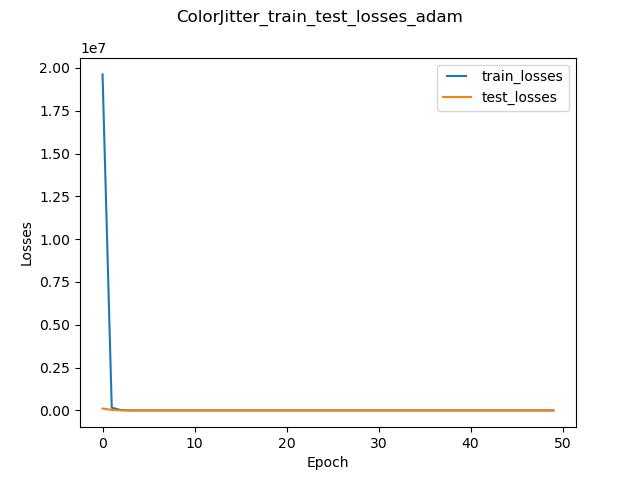 ColorJitter_train_test_losses_adam
1e7
2.00
1.75
1.50
1.25
1.00
0.75
0.50
0.25
0.00
Losses
train_losses
test_losses
0 10 20 30 40 50
Epoch